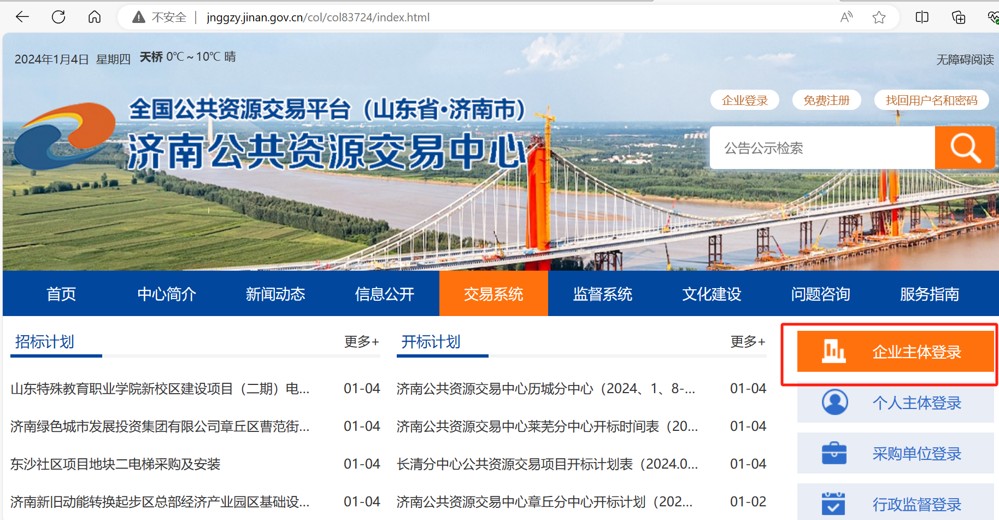 不安全 jnggzy.jinan.gov.cn/col/col83724/index.html
2024年1月4日 星期四 天桥 0℃～10℃ 晴
无障碍阅读
企业登录 免费注册 找回用户名和密码
全国公共资源交易平台（山东省·济南市）
济南公共资源交易中心
公告公示检索
首页 中心简介 新闻动态 信息公开 交易系统 监督系统 文化建设 问题咨询 服务指南
招标计划 更多+
山东特殊教育职业学院新校区建设项目（二期）电... 01-04
济南绿色城市发展投资集团有限公司章丘区曹范街... 01-04
东沙社区项目地块二电梯采购及安装 01-04
济南新旧动能转换起步区总部经济产业园区基础设... 01-04
开标计划 更多+
济南公共资源交易中心历城分中心（2024、1、8-... 01-04
济南公共资源交易中心莱芜分中心开标时间表（20... 01-04
长清分中心公共资源交易项目开标计划表（2024.0... 01-04
济南公共资源交易中心章丘分中心开标计划（202... 01-02
企业主体登录
个人主体登录
采购单位登录
行政监督登录